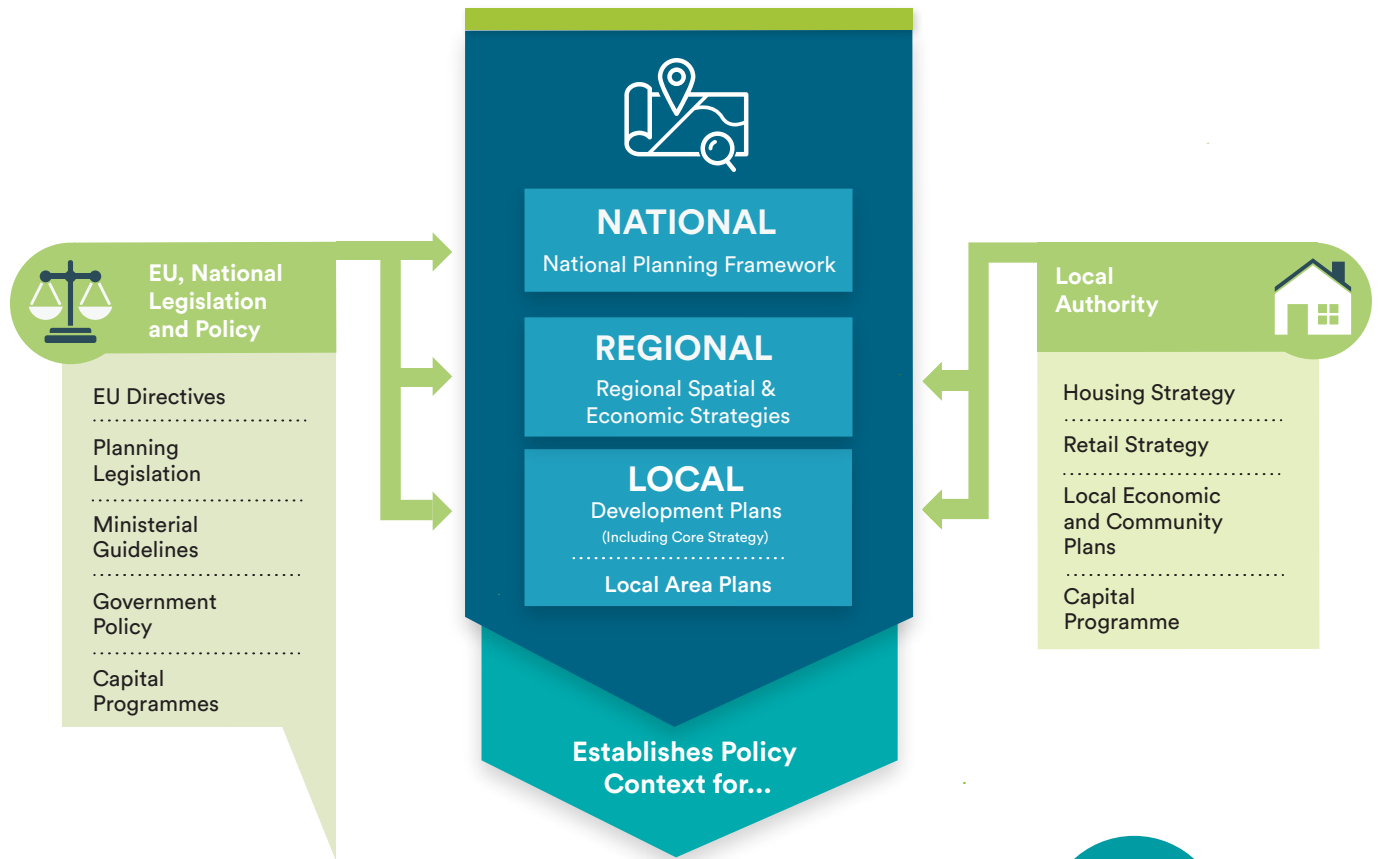 NATIONAL
National Planning Framework
REGIONAL
Regional Spatial &
Economic Strategies
LOCAL
Development Plans
(Including Core Strategy)
Local Area Plans
Establishes Policy
Context for...
EU, National
Legislation
and Policy
EU Directives
Planning
Legislation
Ministerial
Guidelines
Government
Policy
Capital
Programmes
Local
Authority
Housing Strategy
Retail Strategy
Local Economic
and Community
Plans
Capital
Programme